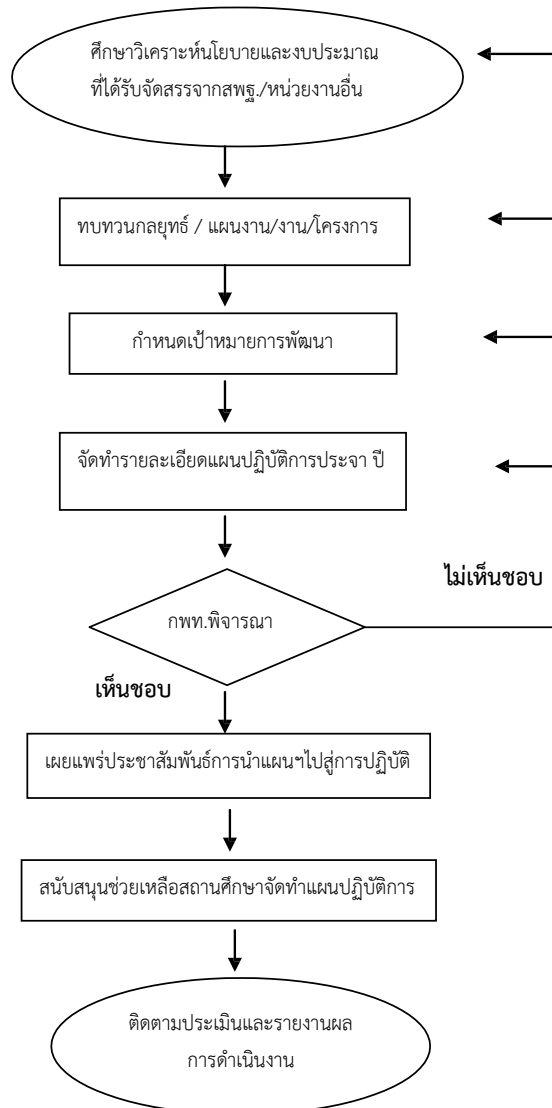 ศึกษาวิเคราะห์นโยบายและงบประมาณ
ที่ได้รับจัดสรรจากสพฐ./หน่วยงานอื่น
ทบทวนกลยุทธ์ / แผนงาน/งาน/โครงการ
กำหนดเป้าหมายการพัฒนา
จัดทำรายละเอียดแผนปฏิบัติการประจำ ปี
ไม่เห็นชอบ
กพท.พิจารณา
เห็นชอบ
เผยแพร่ประชาสัมพันธ์การนำแผนฯไปสู่การปฏิบัติ
สนับสนุนช่วยเหลือสถานศึกษาจัดทำแผนปฏิบัติการ
ติดตามประเมินและรายงานผล
การดำเนินงาน